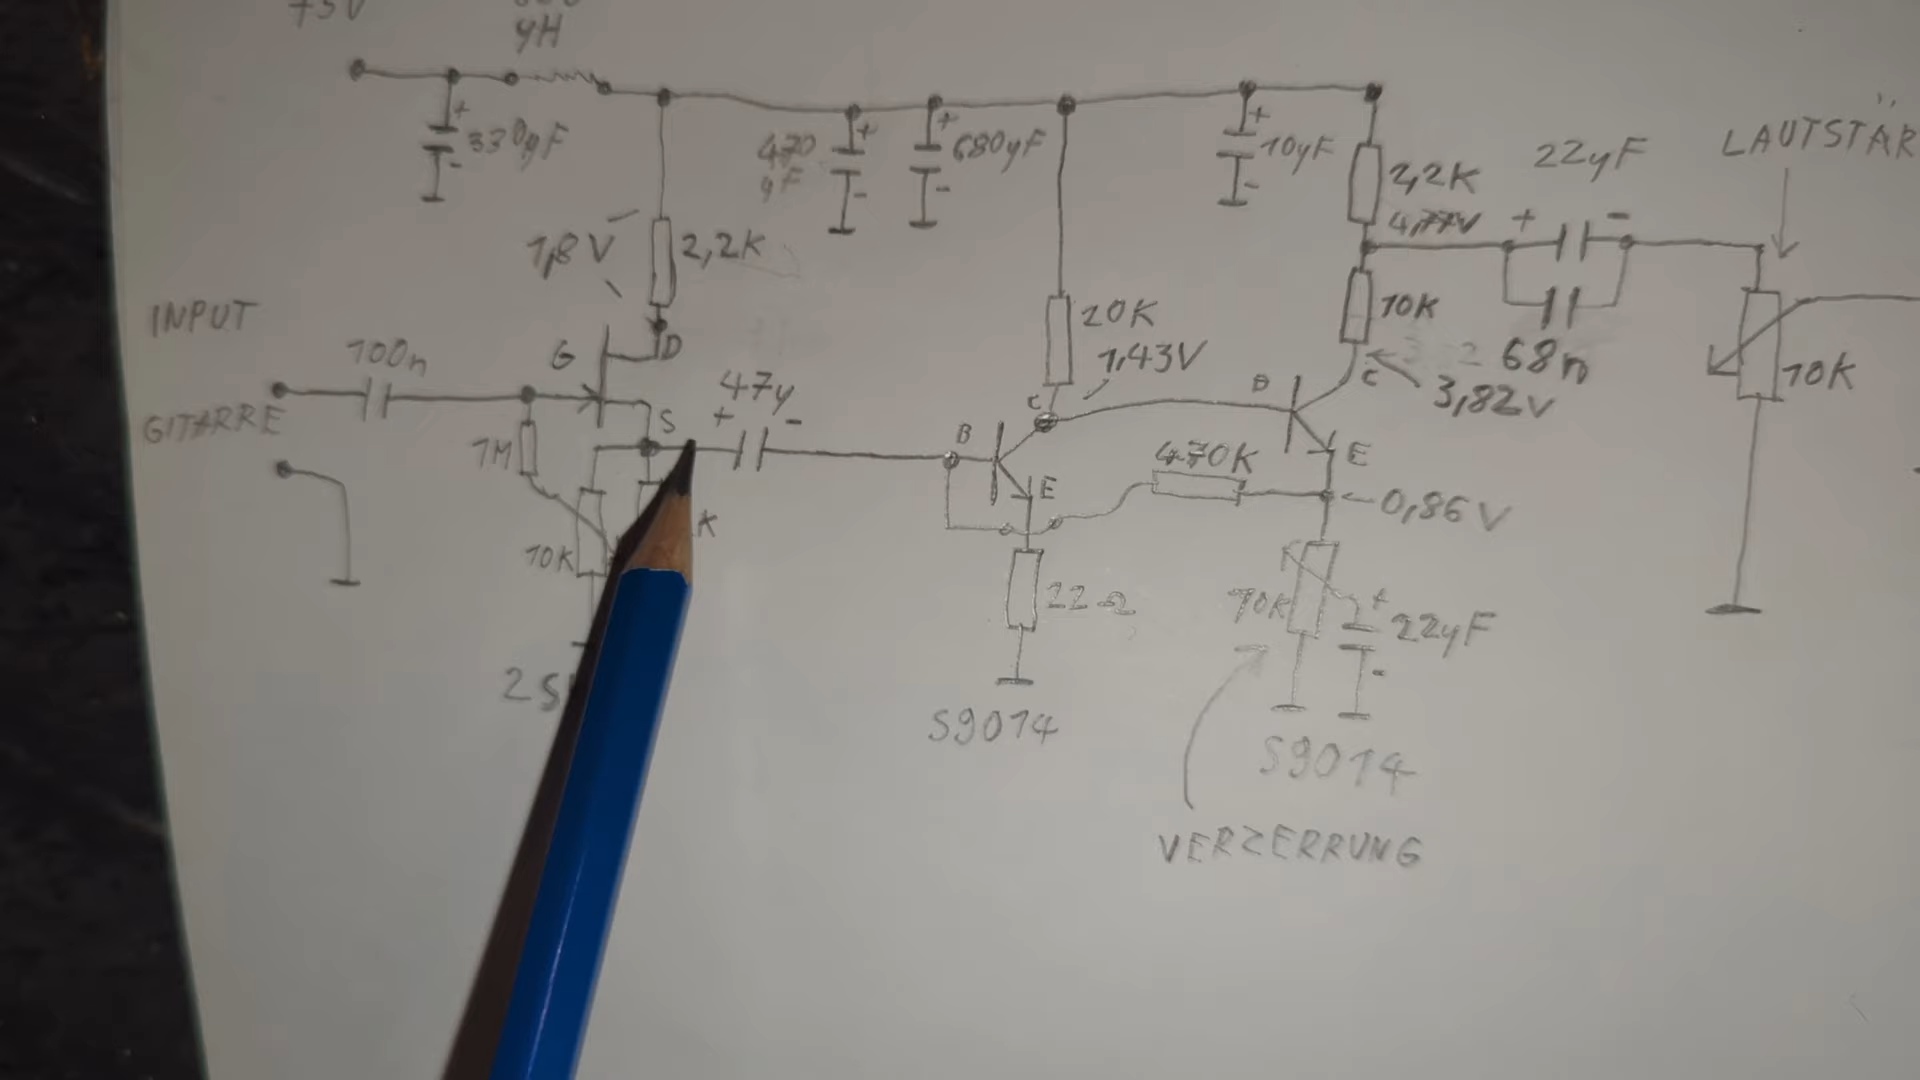 +5V
yH
330yF
470
yF
680yF
10yF
2,2K
4,77V
22yF
+
-
LAUTSTÄR
1,8 V
2,2K
INPUT
GITARRE
100n
G
D
S
1M
47y
+
-
10K
K
20K
1,43V
C
B
E
22Ω
S9014
470K
10K
C
3,82V
68n
10K
E
0,86V
10K
+
22yF
-
S9014
VERZERRUNG